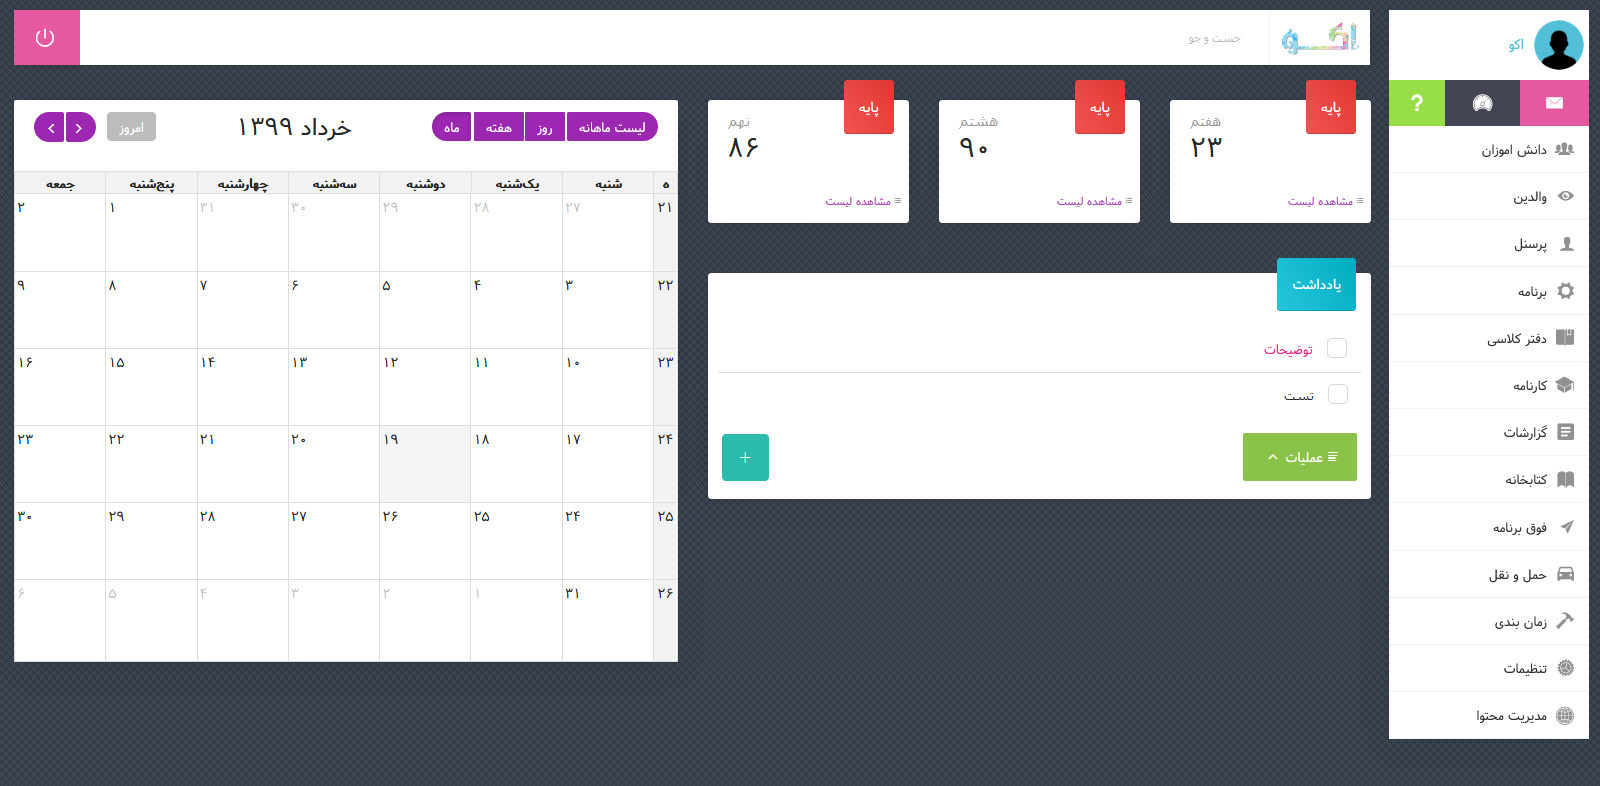 اکو
?
دانش اموزان
والدین
پرسنل
برنامه
دفتر کلاسی
کارنامه
گزارشات
کتابخانه
فوق برنامه
حمل و نقل
زمان بندی
تنظیمات
مدیریت محتوا
اکو
جست و جو
پایه
هفتم
۲۳
مشاهده لیست
پایه
هشتم
۹۰
مشاهده لیست
پایه
نهم
۸۶
مشاهده لیست
یادداشت
توضیحات
تست
عملیات
+
لیست ماهانه روز هفته ماه
خرداد ۱۳۹۹
امروز
ه شنبه یک‌شنبه دوشنبه سه‌شنبه چهارشنبه پنج‌شنبه جمعه
۲۱ ۲۷ ۲۸ ۲۹ ۳۰ ۳۱ ۱ ۲
۲۲ ۳ ۴ ۵ ۶ ۷ ۸ ۹
۲۳ ۱۰ ۱۱ ۱۲ ۱۳ ۱۴ ۱۵ ۱۶
۲۴ ۱۷ ۱۸ ۱۹ ۲۰ ۲۱ ۲۲ ۲۳
۲۵ ۲۴ ۲۵ ۲۶ ۲۷ ۲۸ ۲۹ ۳۰
۲۶ ۳۱ ۱ ۲ ۳ ۴ ۵ ۶